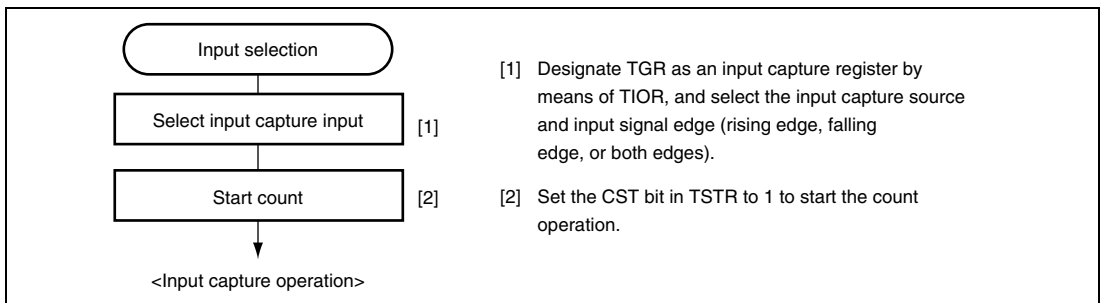 Input selection
Select input capture input
[1]
Start count
[2]
<Input capture operation>
[1] Designate TGR as an input capture register by
means of TIOR, and select the input capture source
and input signal edge (rising edge, falling
edge, or both edges).
[2] Set the CST bit in TSTR to 1 to start the count
operation.